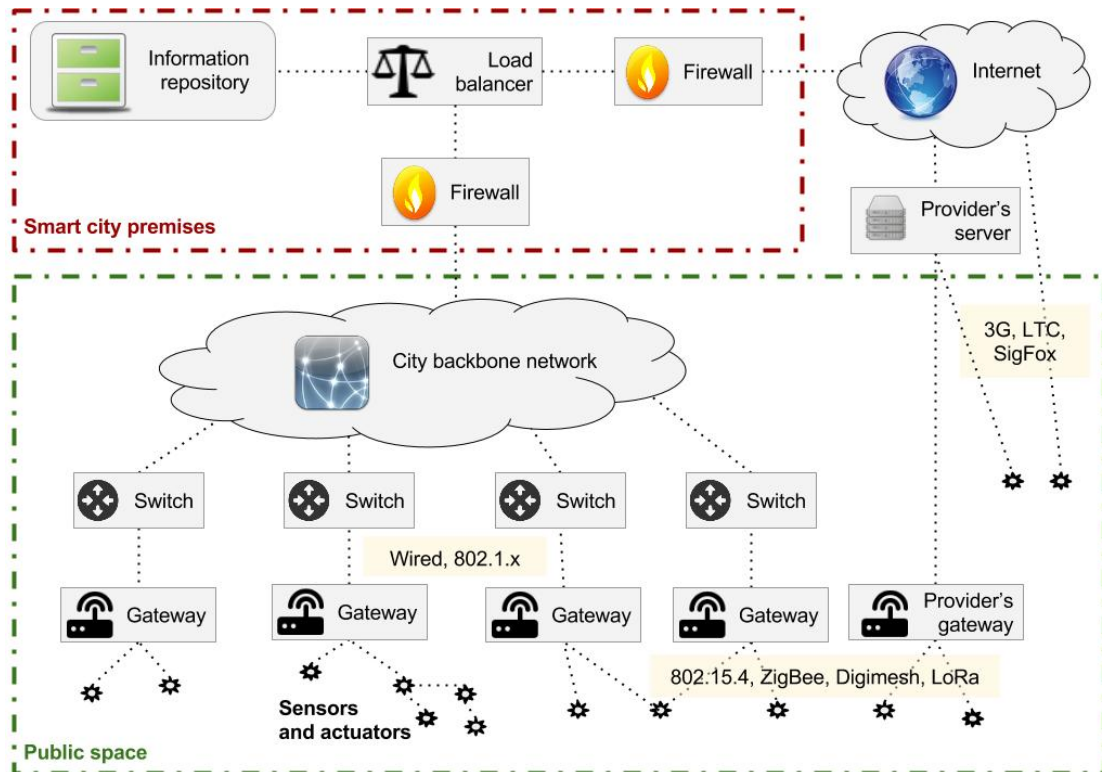 Information
repository
Load
balancer
Firewall
Internet
Firewall
Smart city premises
Provider's
server
City backbone network
3G, LTC,
SigFox
Switch
Switch
Switch
Switch
Wired, 802.1.x
Gateway
Gateway
Gateway
Gateway
Provider's
gateway
802.15.4, ZigBee, Digimesh, LoRa
Sensors
and actuators
Public space